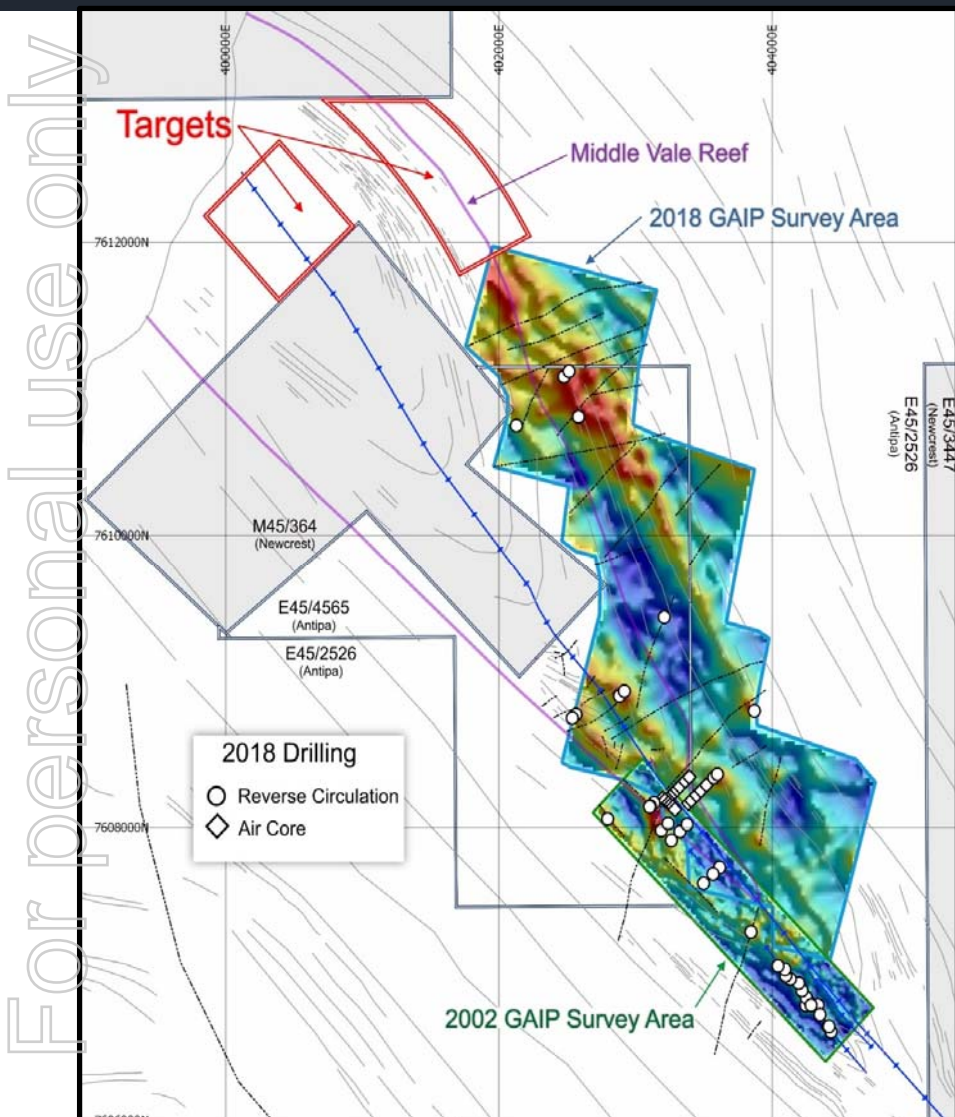 For personal use only
400000E
402000E
404000E
Targets
Middle Vale Reef
2018 GAIP Survey Area
7612000N
E45/3447
(Newcrest)
E45/2526
(Antipa)
7610000N
M45/364
(Newcrest)
E45/4565
(Antipa)
E45/2526
(Antipa)
2018 Drilling
Reverse Circulation
Air Core
7608000N
2002 GAIP Survey Area